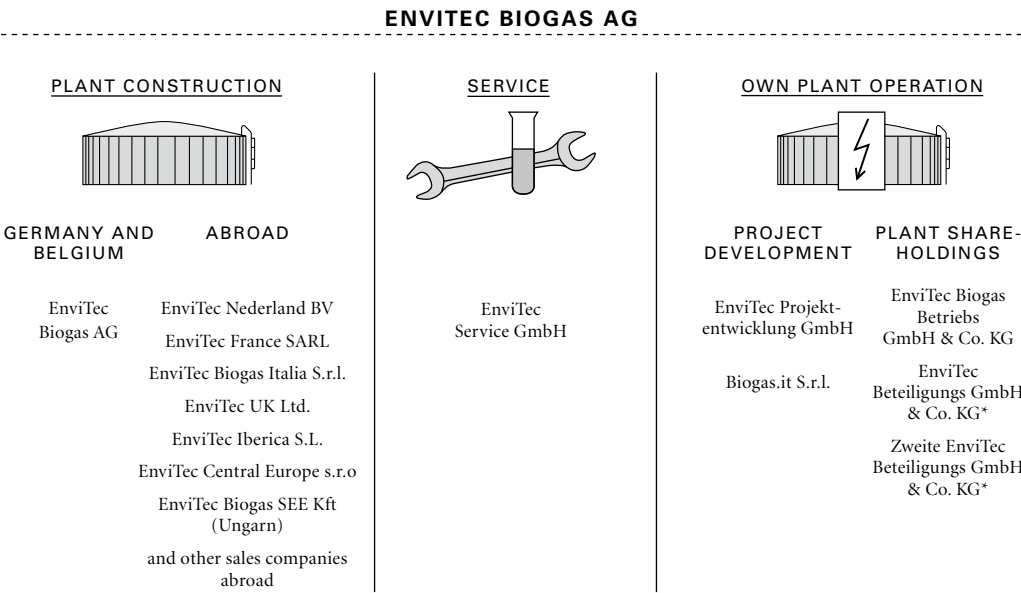 ENVITEC BIOGAS AG
PLANT CONSTRUCTION
GERMANY AND
BELGIUM
EnviTec
Biogas AG
ABROAD
EnviTec Nederland BV
EnviTec France SARL
EnviTec Biogas Italia S.r.l.
EnviTec UK Ltd.
EnviTec Iberica S.L.
EnviTec Central Europe s.r.o
EnviTec Biogas SEE Kft
(Ungarn)
and other sales companies
abroad
SERVICE
EnviTec
Service GmbH
OWN PLANT OPERATION
PROJECT
DEVELOPMENT
EnviTec Projekt-
entwicklung GmbH
Biogas.it S.r.l.
PLANT SHARE-
HOLDINGS
EnviTec Biogas
Betriebs
GmbH & Co. KG
EnviTec
Beteiligungs GmbH
& Co. KG*
Zweite EnviTec
Beteiligungs GmbH
& Co. KG*